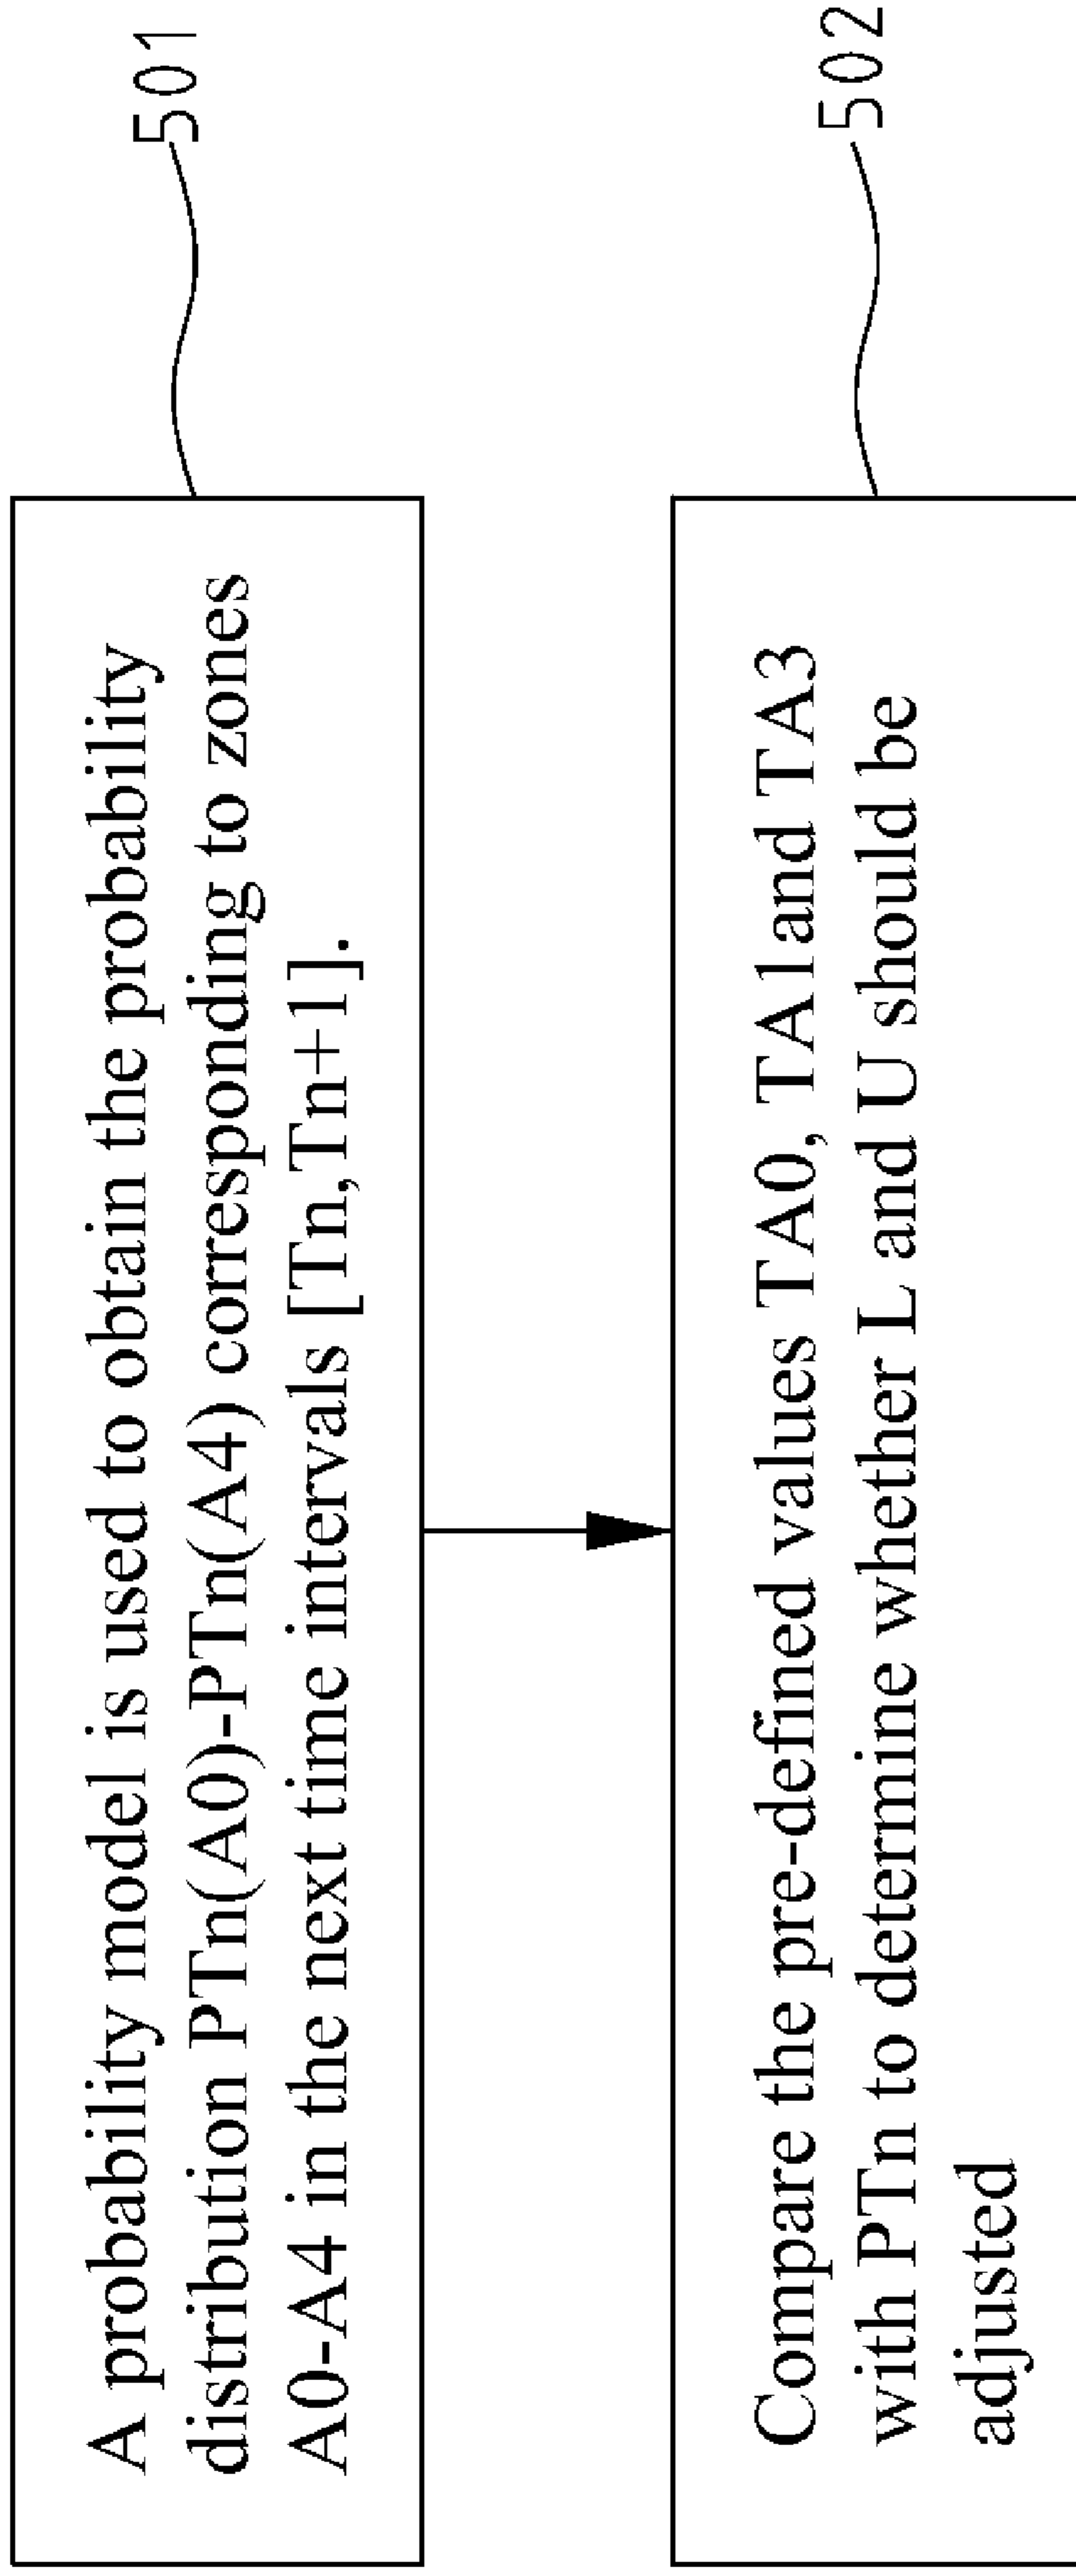 A probability model is used to obtain the probability
distribution PTn(A0)-PTn(A4) corresponding to zones
A0-A4 in the next time intervals [Tn,Tn+1].
501
Compare the pre-defined values TA0, TA1and TA3
with PTn to determine whether L and U should be
adjusted
502